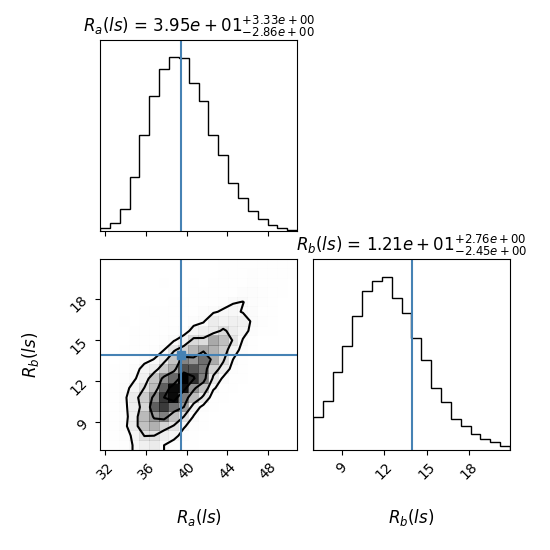 R_a(ls) = 3.95e + 01^{+3.33e+00}_{-2.86e+00}
R_b(ls) = 1.21e + 01^{+2.76e+00}_{-2.45e+00}
18
15
12
9
R_b(ls)
32 36 40 44 48
9 12 15 18
R_a(ls)
R_b(ls)